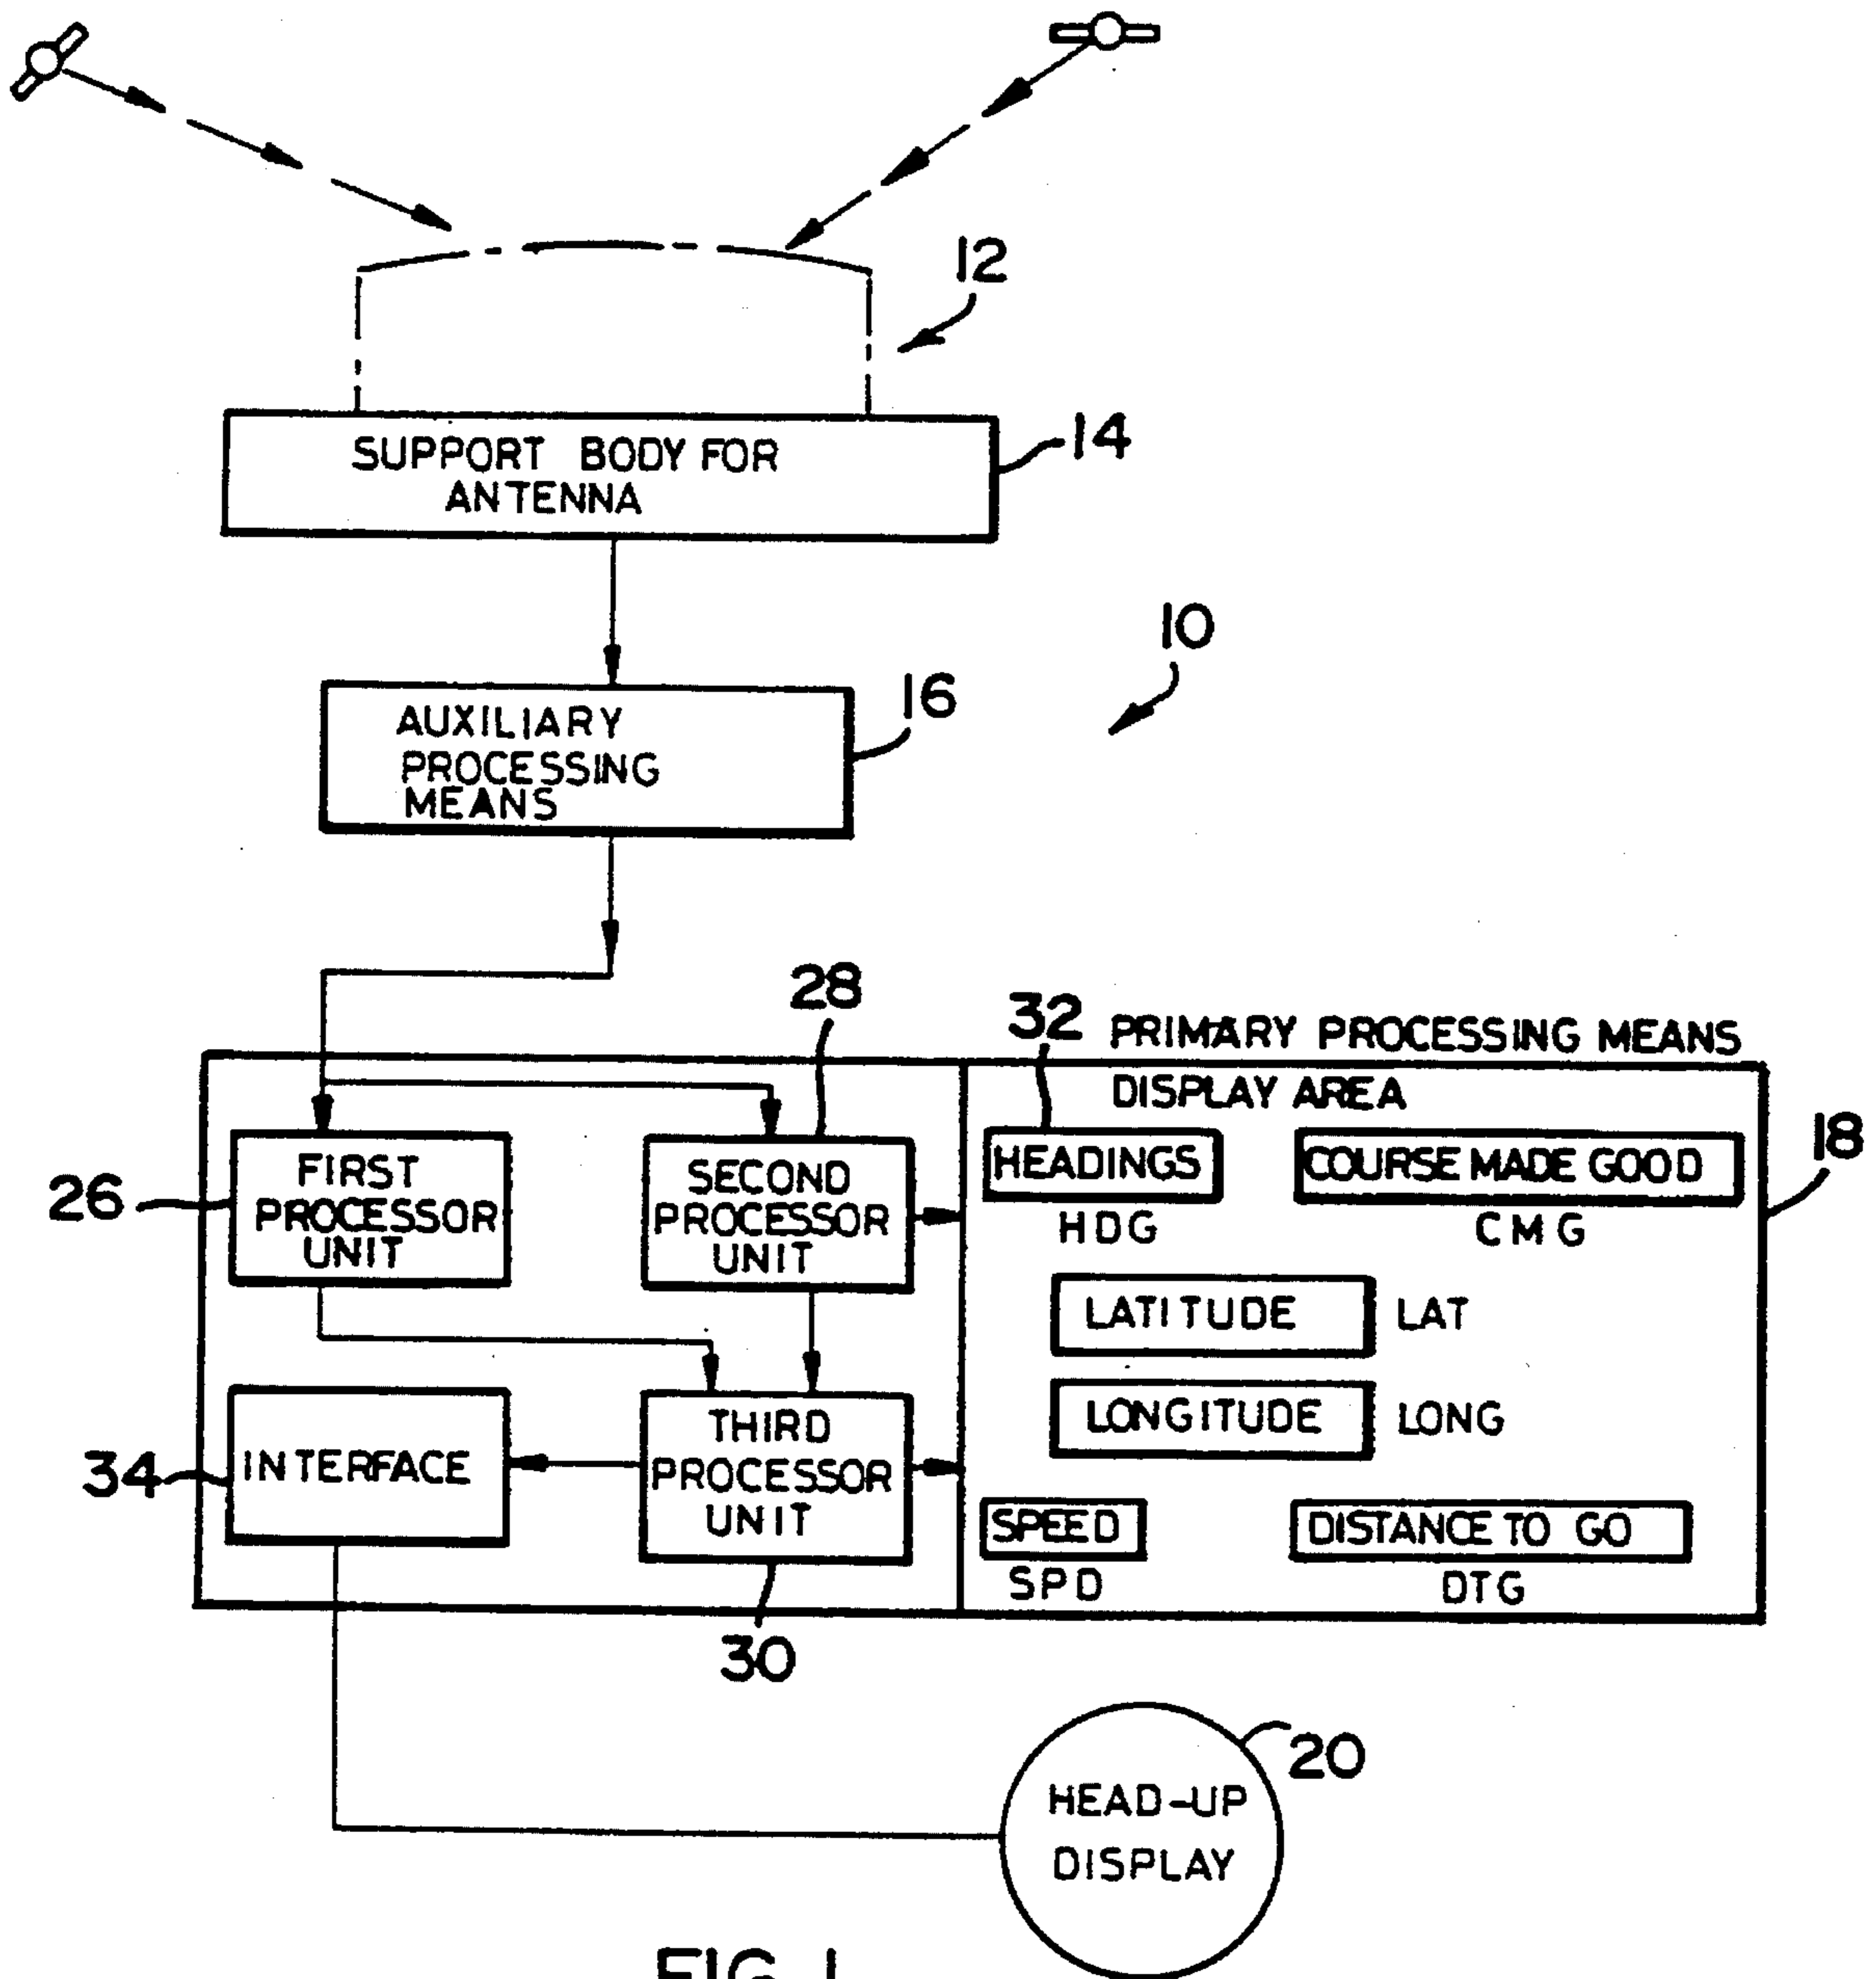 12
SUPPORT BODY FOR
ANTENNA
14
10
AUXILIARY
PROCESSING
MEANS
16
28
32
PRIMARY PROCESSING MEANS
DISPLAY AREA
18
26
FIRST
PROCESSOR
UNIT
SECOND
PROCESSOR
UNIT
HEADINGS
HDG
COURSE MADE GOOD
CMG
LATITUDE
LAT
LONGITUDE
LONG
34
INTERFACE
THIRD
PROCESSOR
UNIT
SPEED
SPD
DISTANCE TO GO
DTG
30
20
HEAD-UP
DISPLAY
FIG. 1